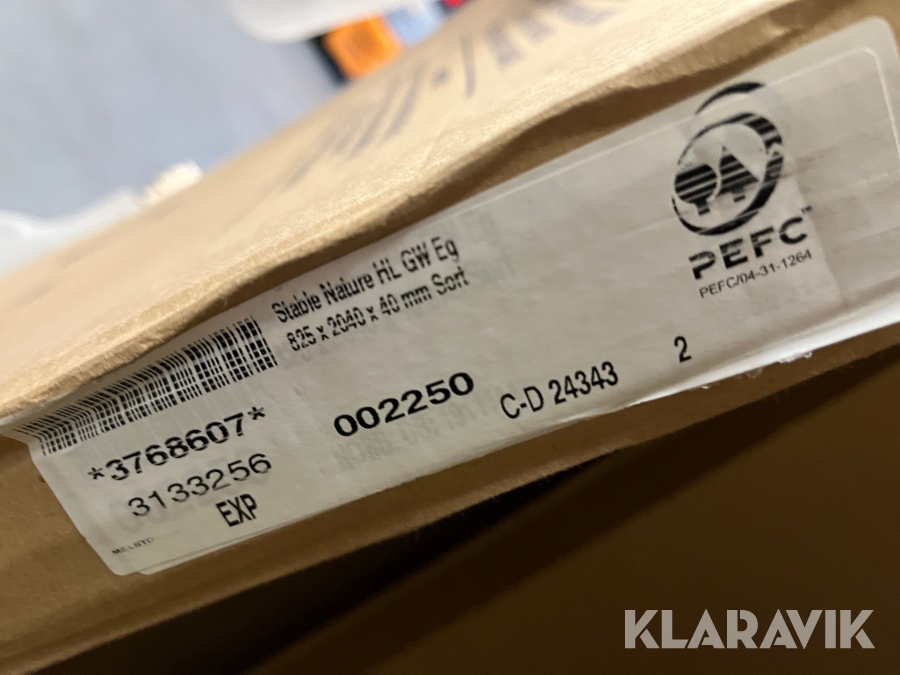 Stable Nature HL GW Eg
825 x 2040 x 40 mm Sort
*3768607*
002250
C-D 24343
2
3133256
EXP
PEFC™
PEFC/04-31-1264
KLARAVIK